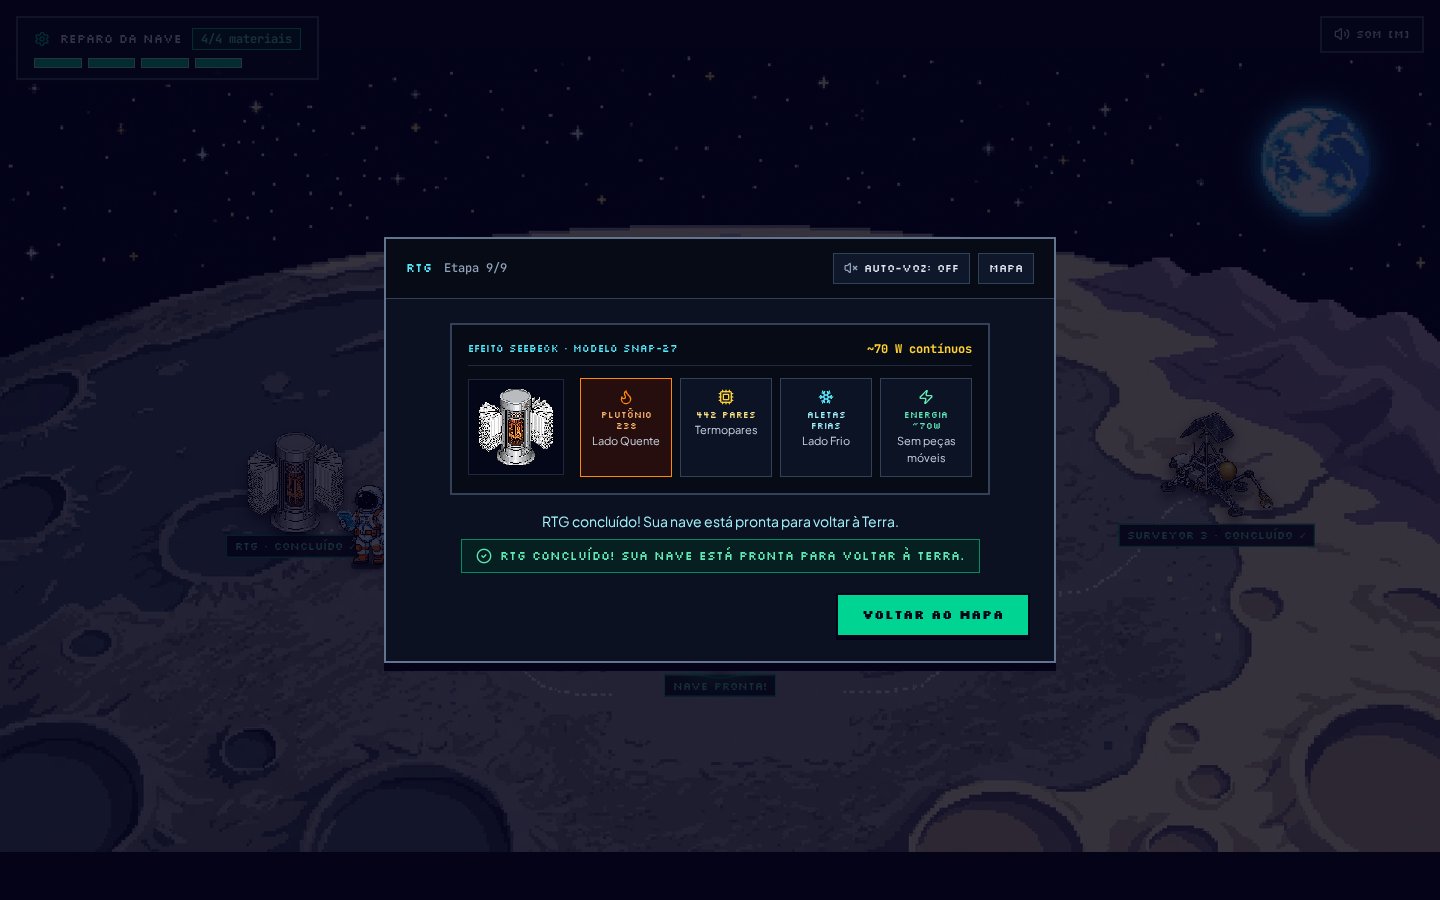 REPARO DA NAVE 4/4 materiais
SOM [M]
RTG Etapa 9/9
AUTO-VOZ: OFF
MAPA
EFEITO SEEBECK · MODELO SNAP-27
~70 W contínuos
PLUTÔNIO
238
Lado Quente
442 PARES
Termopares
ALETAS
FRIAS
Lado Frio
ENERGIA
~70W
Sem peças
móveis
RTG · CONCLUÍDO
SURVEYOR 3 · CONCLUÍDO ✓
RTG concluído! Sua nave está pronta para voltar à Terra.
RTG CONCLUÍDO! SUA NAVE ESTÁ PRONTA PARA VOLTAR À TERRA.
VOLTAR AO MAPA
NAVE PRONTA!